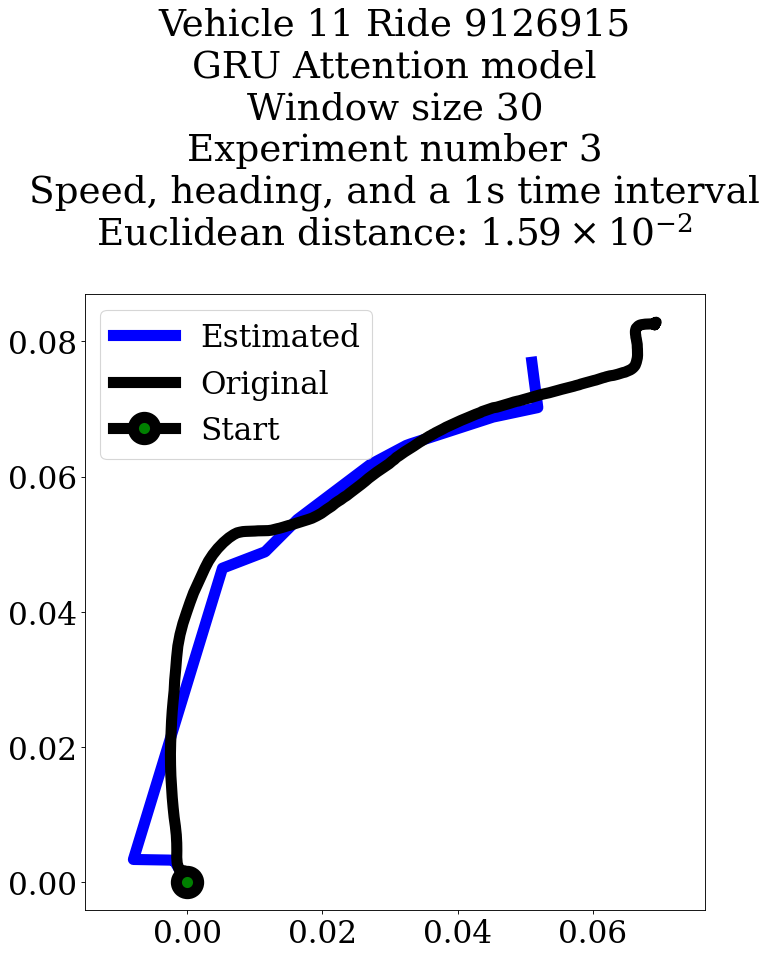 Vehicle 11 Ride 9126915
GRU Attention model
Window size 30
Experiment number 3
Speed, heading, and a 1s time interval
Euclidean distance: 1.59 × 10⁻²
Estimated
Original
Start
0.08
0.06
0.04
0.02
0.00
0.00 0.02 0.04 0.06